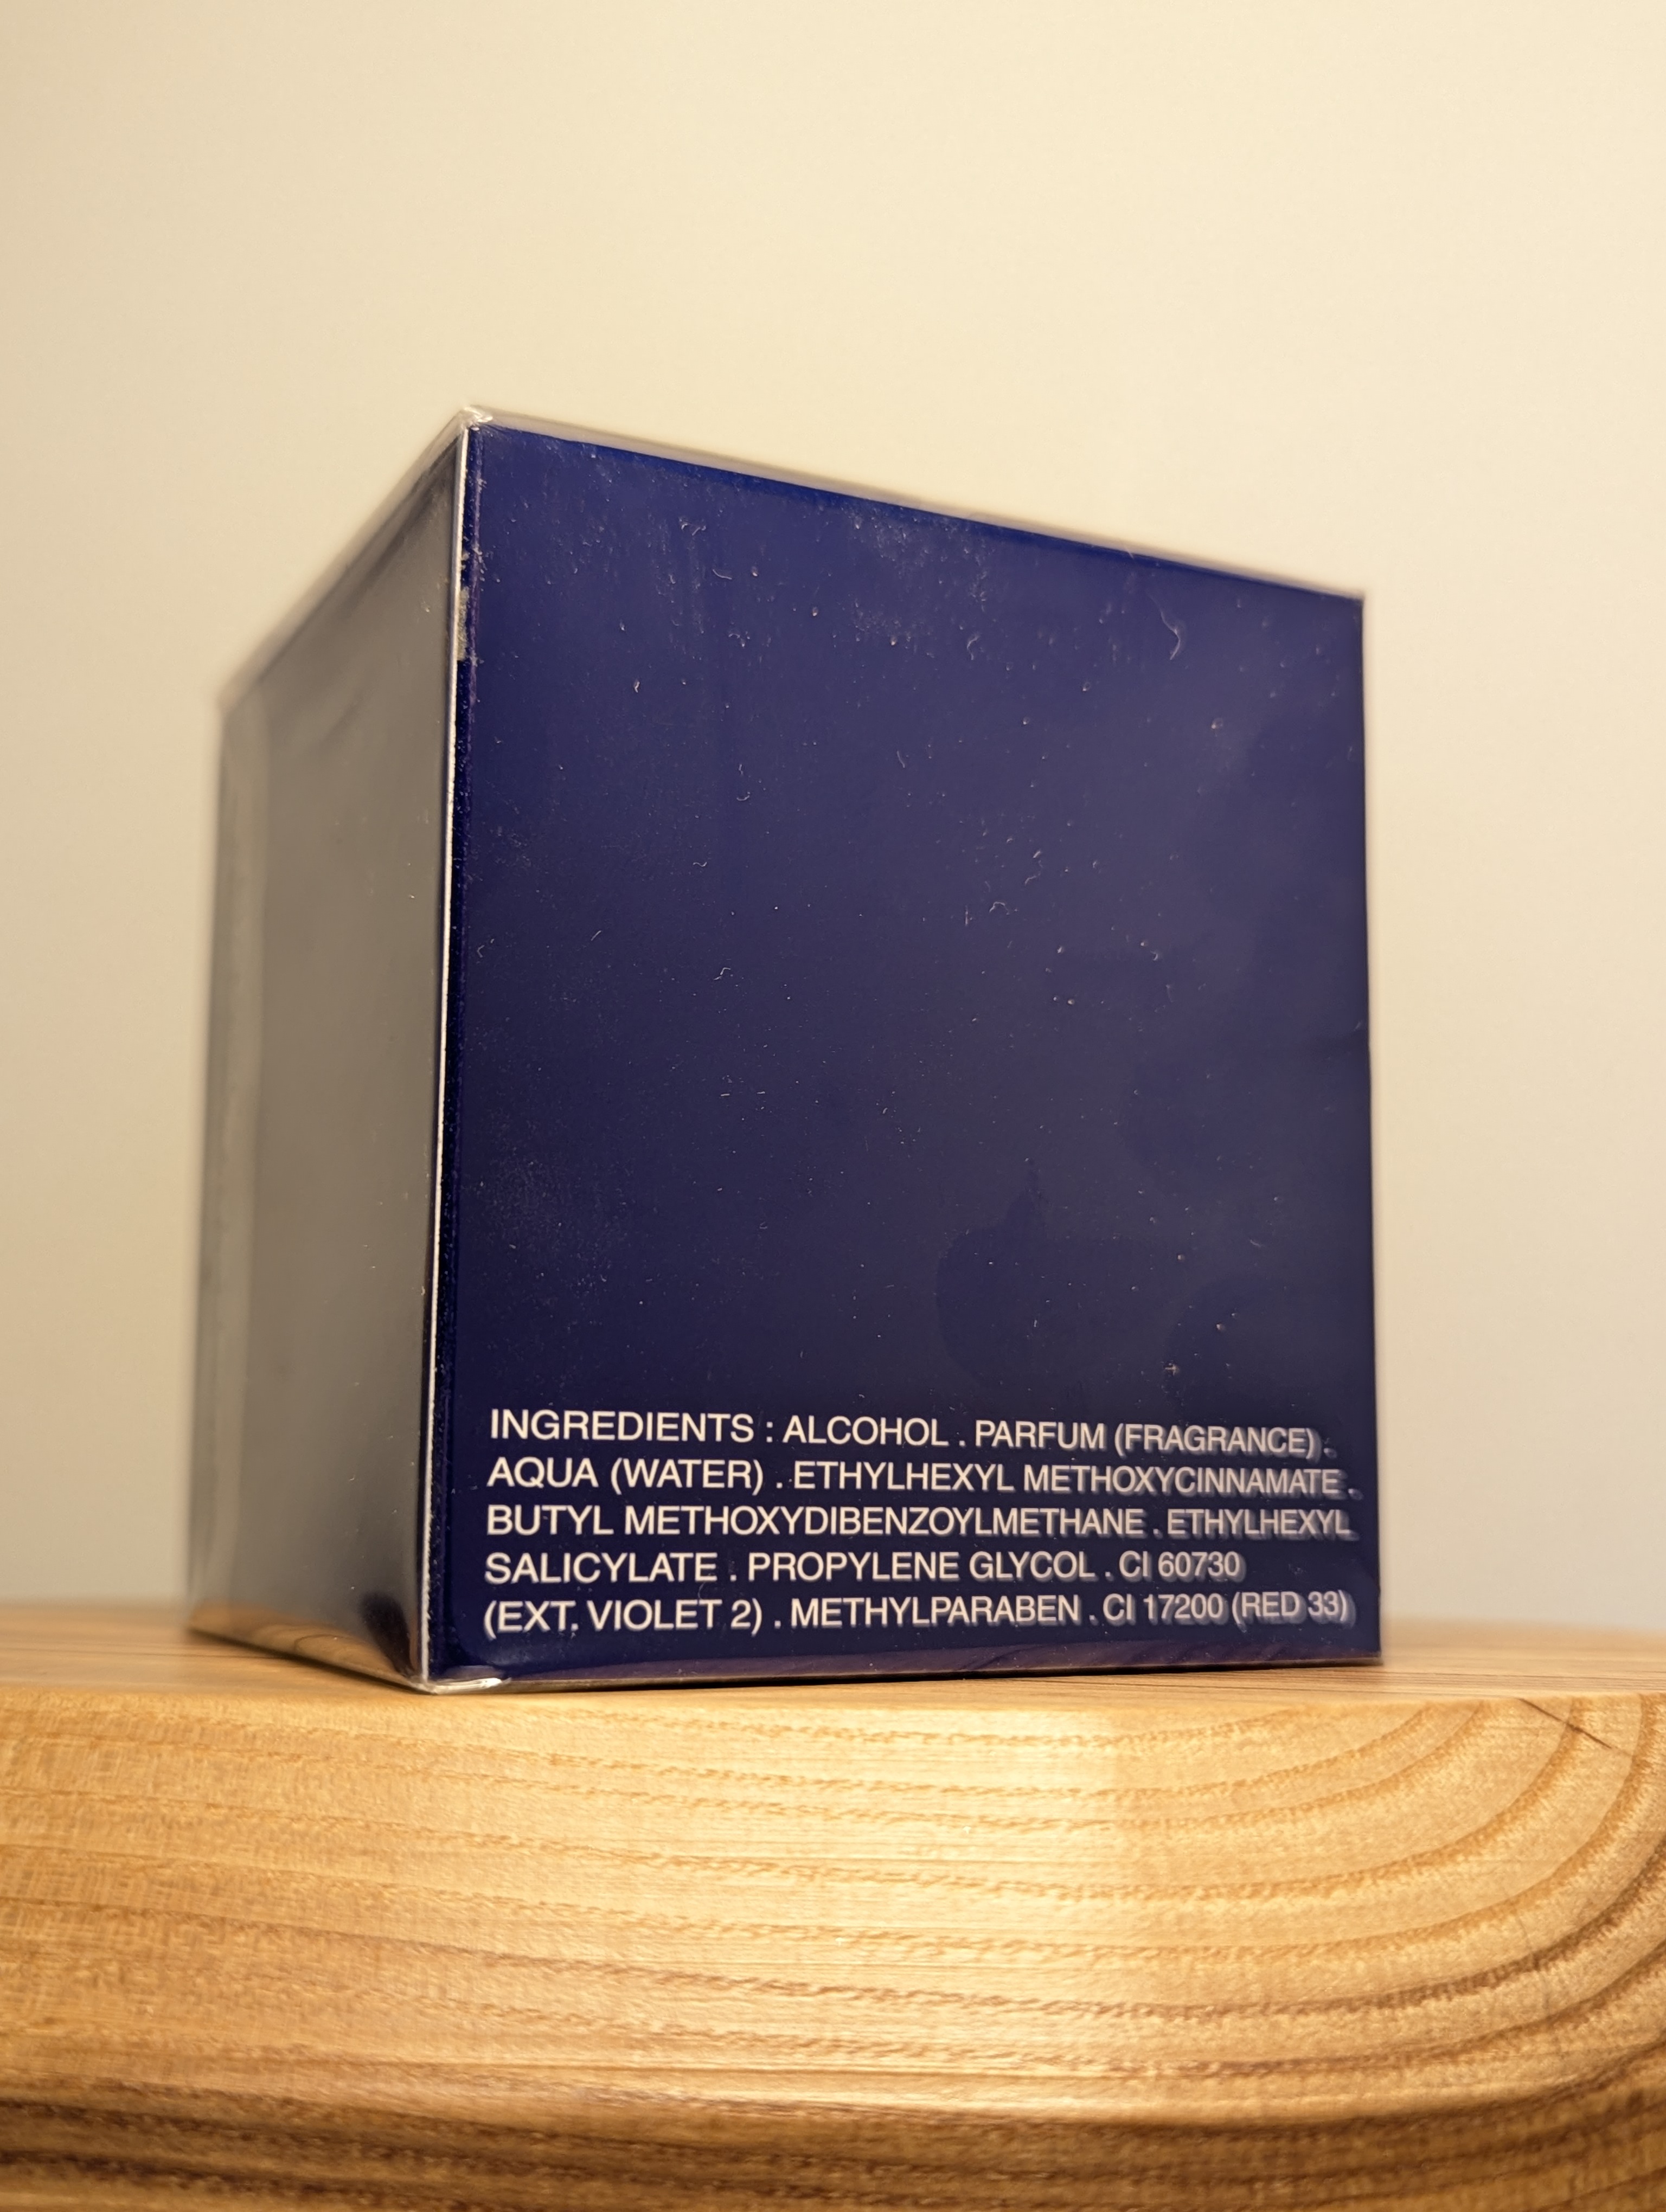 INGREDIENTS : ALCOHOL . PARFUM (FRAGRANCE) .
AQUA (WATER) . ETHYLHEXYL METHOXYCINNAMATE .
BUTYL METHOXYDIBENZOYLMETHANE . ETHYLHEXYL
SALICYLATE . PROPYLENE GLYCOL . CI 60730
(EXT. VIOLET 2) . METHYLPARABEN . CI 17200 (RED 33)